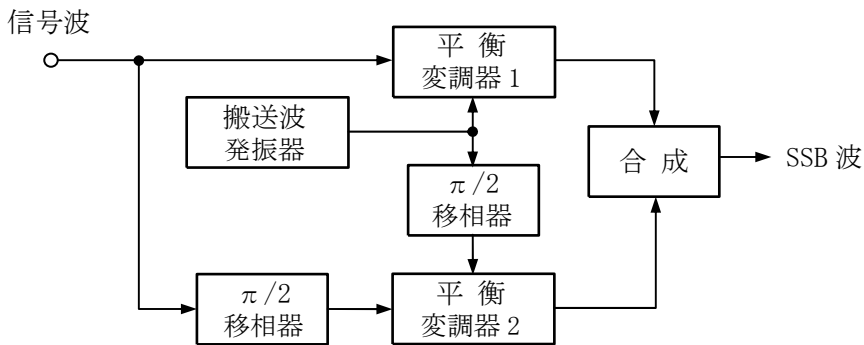 信号波
平 衡
変調器 1
搬送波
発振器
合 成
SSB 波
π/2
移相器
π/2
移相器
平 衡
変調器 2